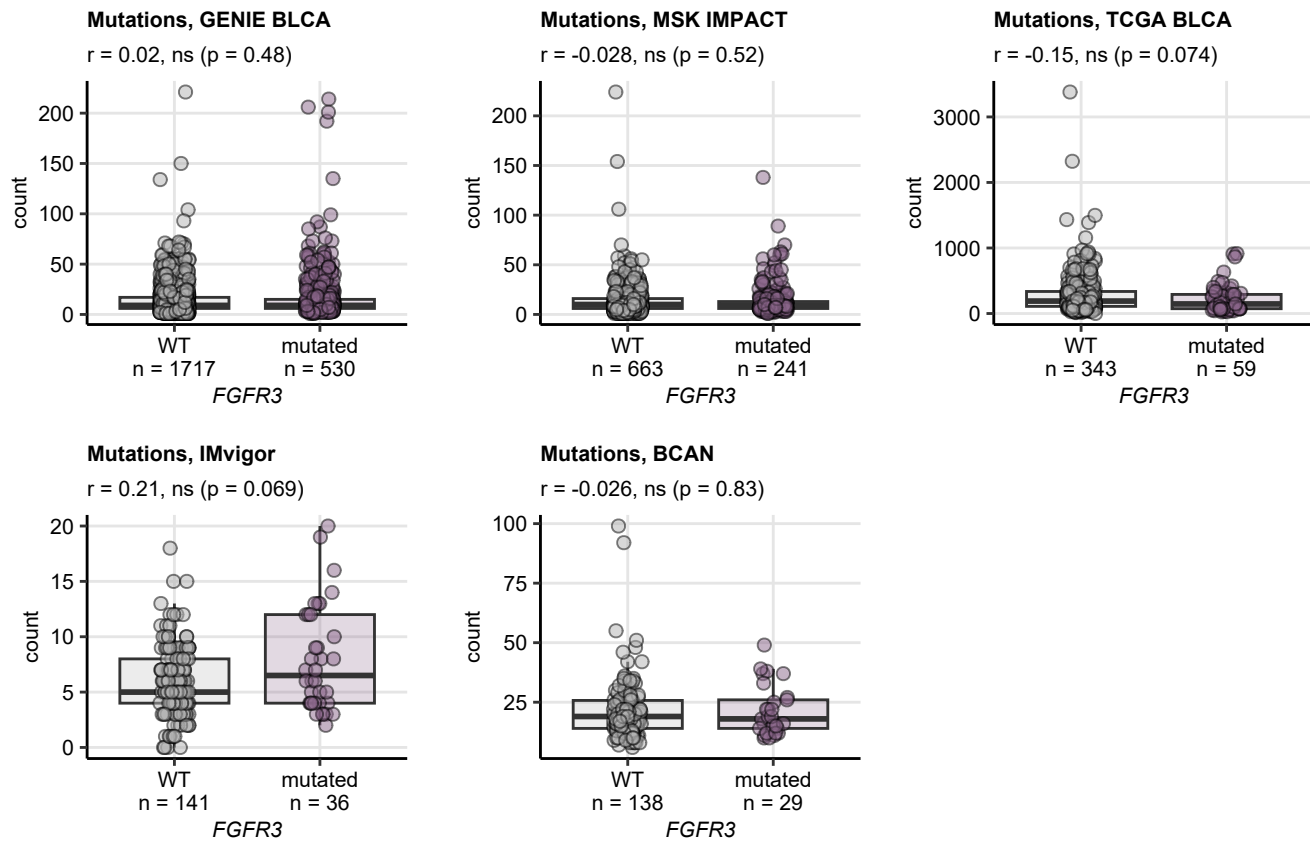 Mutations, GENIE BLCA
r = 0.02, ns (p = 0.48)
count
200
150
100
50
0
WT
n = 1717
mutated
n = 530
FGFR3
Mutations, MSK IMPACT
r = -0.028, ns (p = 0.52)
count
200
150
100
50
0
WT
n = 663
mutated
n = 241
FGFR3
Mutations, TCGA BLCA
r = -0.15, ns (p = 0.074)
count
3000
2000
1000
0
WT
n = 343
mutated
n = 59
FGFR3
Mutations, IMvigor
r = 0.21, ns (p = 0.069)
count
20
15
10
5
0
WT
n = 141
mutated
n = 36
FGFR3
Mutations, BCAN
r = -0.026, ns (p = 0.83)
count
100
75
50
25
WT
n = 138
mutated
n = 29
FGFR3